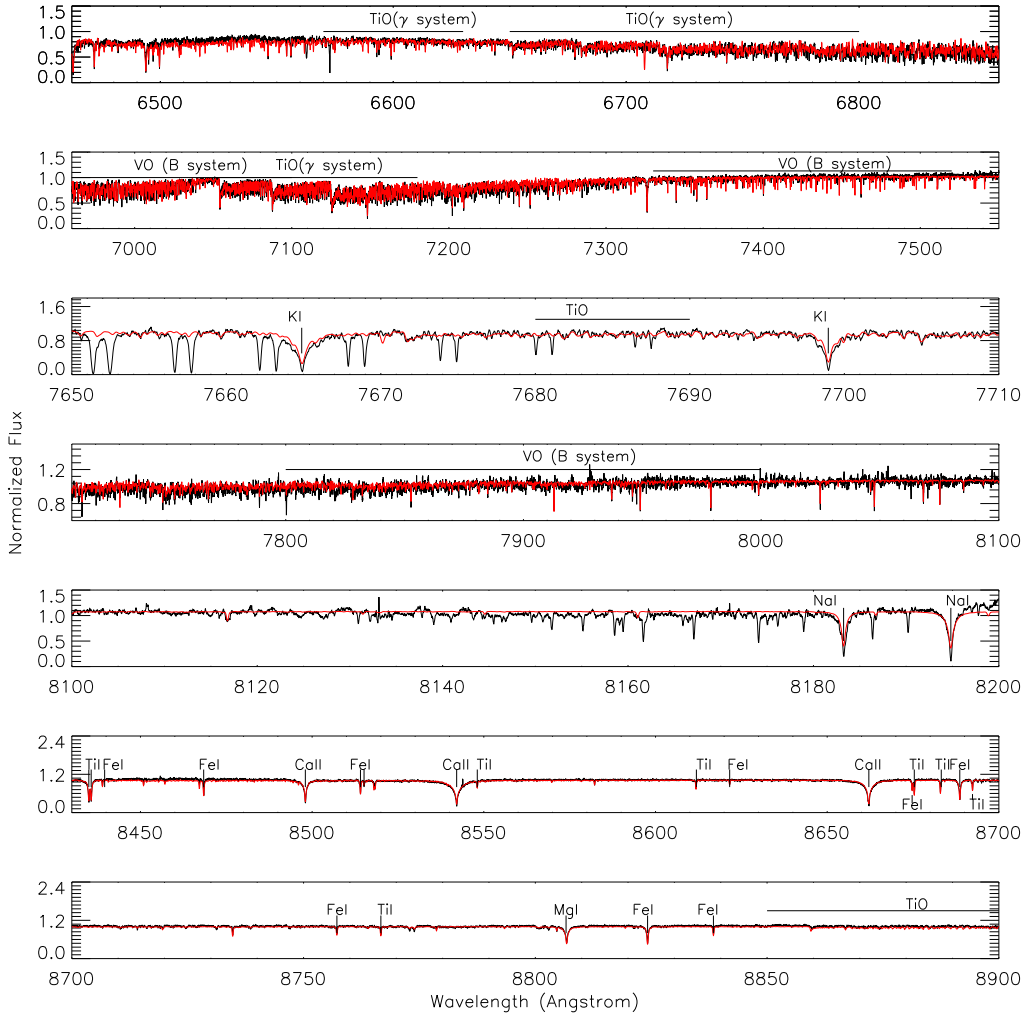 TiO(γ system) TiO(γ system)
1.5
1.0
0.5
0.0
6500 6600 6700 6800
VO (B system) TiO(γ system) VO (B system)
1.5
1.0
0.5
0.0
7000 7100 7200 7300 7400 7500
KI TiO KI
1.6
0.8
0.0
7650 7660 7670 7680 7690 7700 7710
VO (B system)
1.2
0.8
7800 7900 8000 8100
NaI NaI
1.5
1.0
0.5
0.0
8100 8120 8140 8160 8180 8200
2.4
1.2
0.0
TiI FeI FeI CaII FeI CaII TiI TiI FeI CaII TiI TiI FeI
FeI TiI
8450 8500 8550 8600 8650 8700
2.4
1.2
0.0
FeI TiI MgI FeI FeI TiO
8700 8750 8800 8850 8900
Wavelength (Angstrom)
Normalized Flux